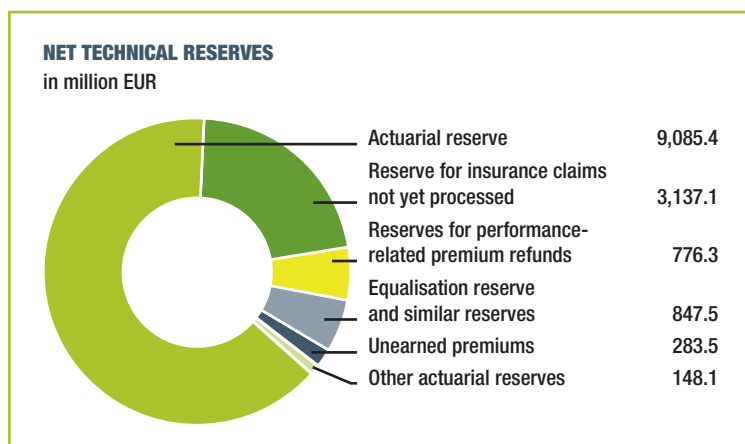 NET TECHNICAL RESERVES
in million EUR
Actuarial reserve 9,085.4
Reserve for insurance claims
not yet processed 3,137.1
Reserves for performance-
related premium refunds 776.3
Equalisation reserve
and similar reserves 847.5
Unearned premiums 283.5
Other actuarial reserves 148.1